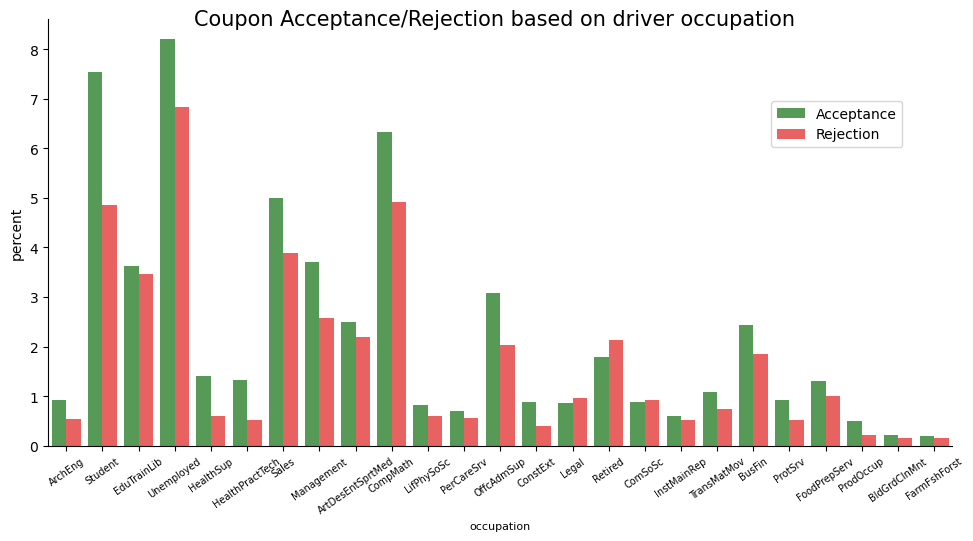 Coupon Acceptance/Rejection based on driver occupation
8
7
6
5
4
3
2
1
0
percent
Acceptance
Rejection
ArchEng
Student
EduTrainLib
Unemployed
HealthSup
HealthPractTech
Sales
Management
ArtDesEntSprtMed
CompMath
LifPhySoSc
PerCareSrv
OffcAdmSup
ConstExt
Legal
Retired
ComSoSc
InstMainRep
TransMatMov
BusFin
ProtSrv
FoodPrepServ
ProdOccup
BldGrdClnMnt
FarmFshForst
occupation